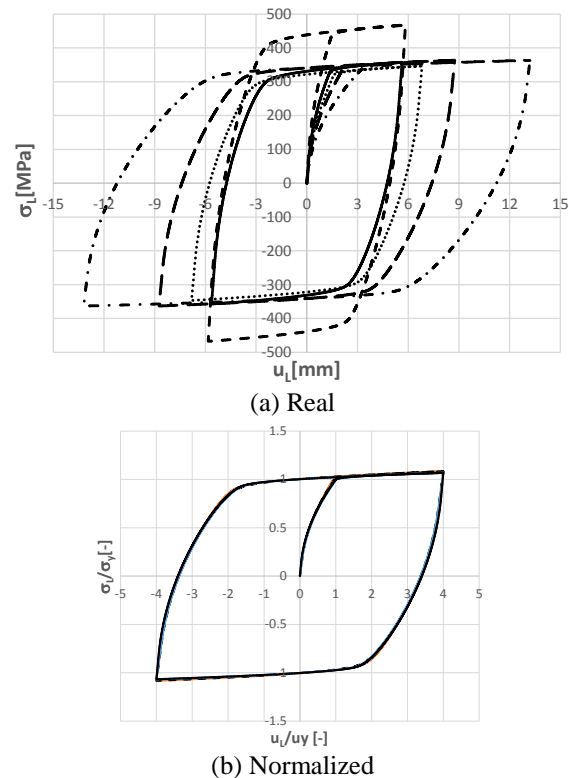 500
400
300
200
100
0
-100
-200
-300
-400
-500
-15 -12 -9 -6 -3 0 3 6 9 12 15
σL[MPa]
uL[mm]
(a) Real
1.5
1
0.5
0
-0.5
-1
-1.5
-5 -4 -3 -2 -1 0 1 2 3 4 5
σL/σy[-]
uL/uy [-]
(b) Normalized